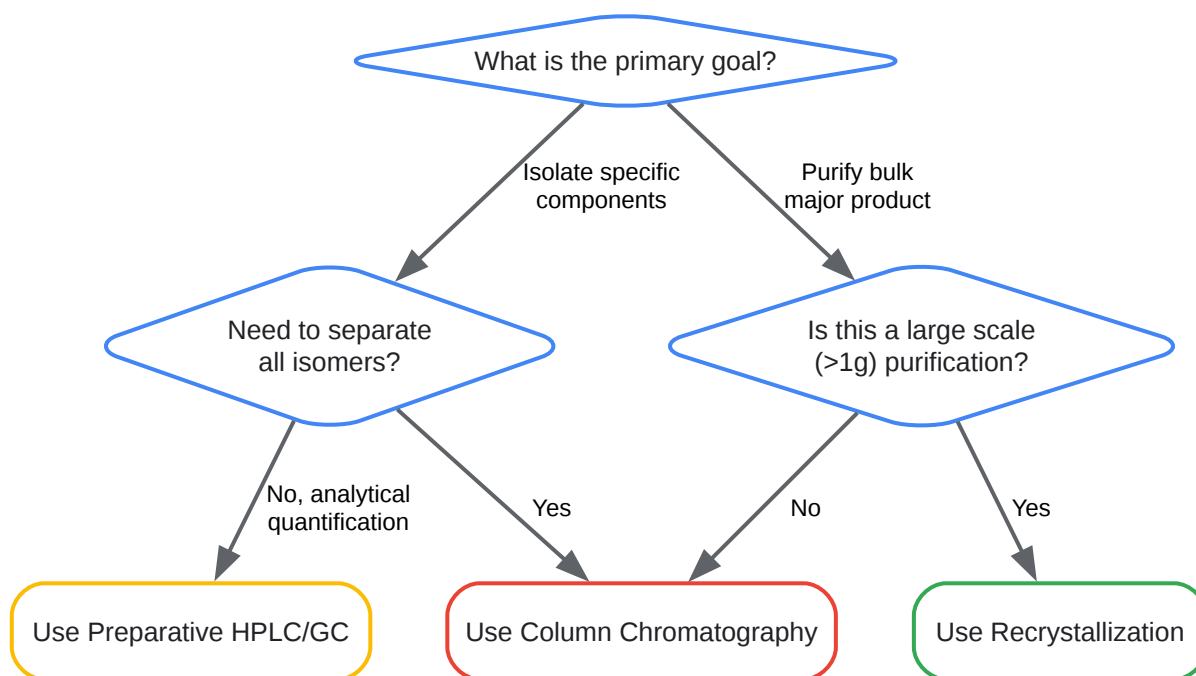 What is the primary goal?
Isolate specific
components
Purify bulk
major product
Need to separate
all isomers?
Is this a large scale
(>1g) purification?
No, analytical
quantification
Yes
No
Yes
Use Preparative HPLC/GC
Use Column Chromatography
Use Recrystallization